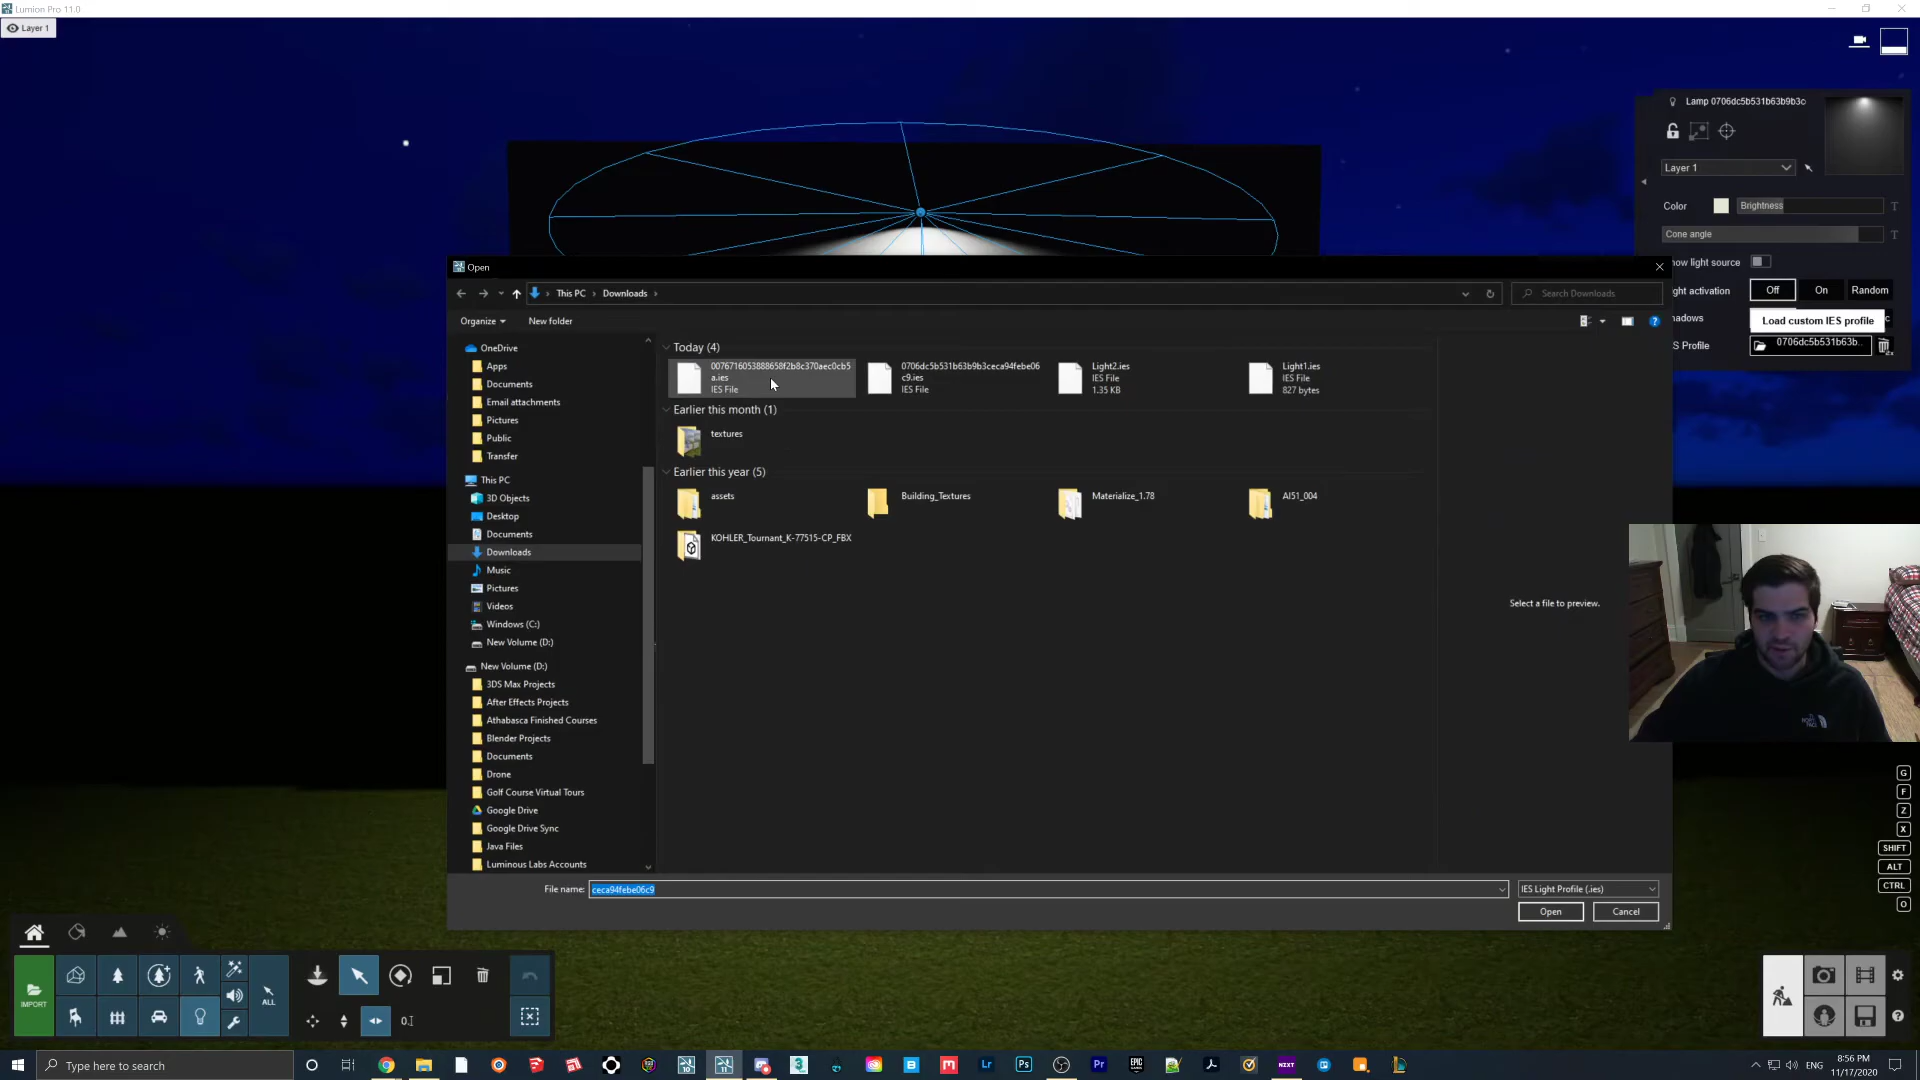 Lumion Pro 11.0
Layer 1
Lamp 0706dc5b531b63b9b3c
Layer 1
Color
Brightness
Cone angle
how light source
ght activation
Off
On
Random
adows
Load custom IES profile
S Profile
0706dc5b531b63b..
Open
This PC
Downloads
Search Downloads
Organize
New folder
OneDrive
Apps
Documents
Email attachments
Pictures
Public
Transfer
This PC
3D Objects
Desktop
Documents
Downloads
Music
Pictures
Videos
Windows (C:)
New Volume (D:)
New Volume (D:)
3DS Max Projects
After Effects Projects
Athabasca Finished Courses
Blender Projects
Documents
Drone
Golf Course Virtual Tours
Google Drive
Google Drive Sync
Java Files
Luminous Labs Accounts
Today (4)
0076716053888658f2b8c370aec0cb5
a.ies
IES File
0706dc5b531b63b9b3ceca94febe06
c9.ies
IES File
Light2.ies
IES File
1.35 KB
Light1.ies
IES File
827 bytes
Earlier this month (1)
textures
Earlier this year (5)
assets
Building_Textures
Materialize_1.78
AI51_004
KOHLER_Tournant_K-77515-CP_FBX
Select a file to preview.
File name:
ceca94febe06c9
IES Light Profile (.ies)
Open
Cancel
G
F
Z
X
SHIFT
ALT
CTRL
O
IMPORT
ALL
Type here to search
ENG
8:56 PM
11/17/2020